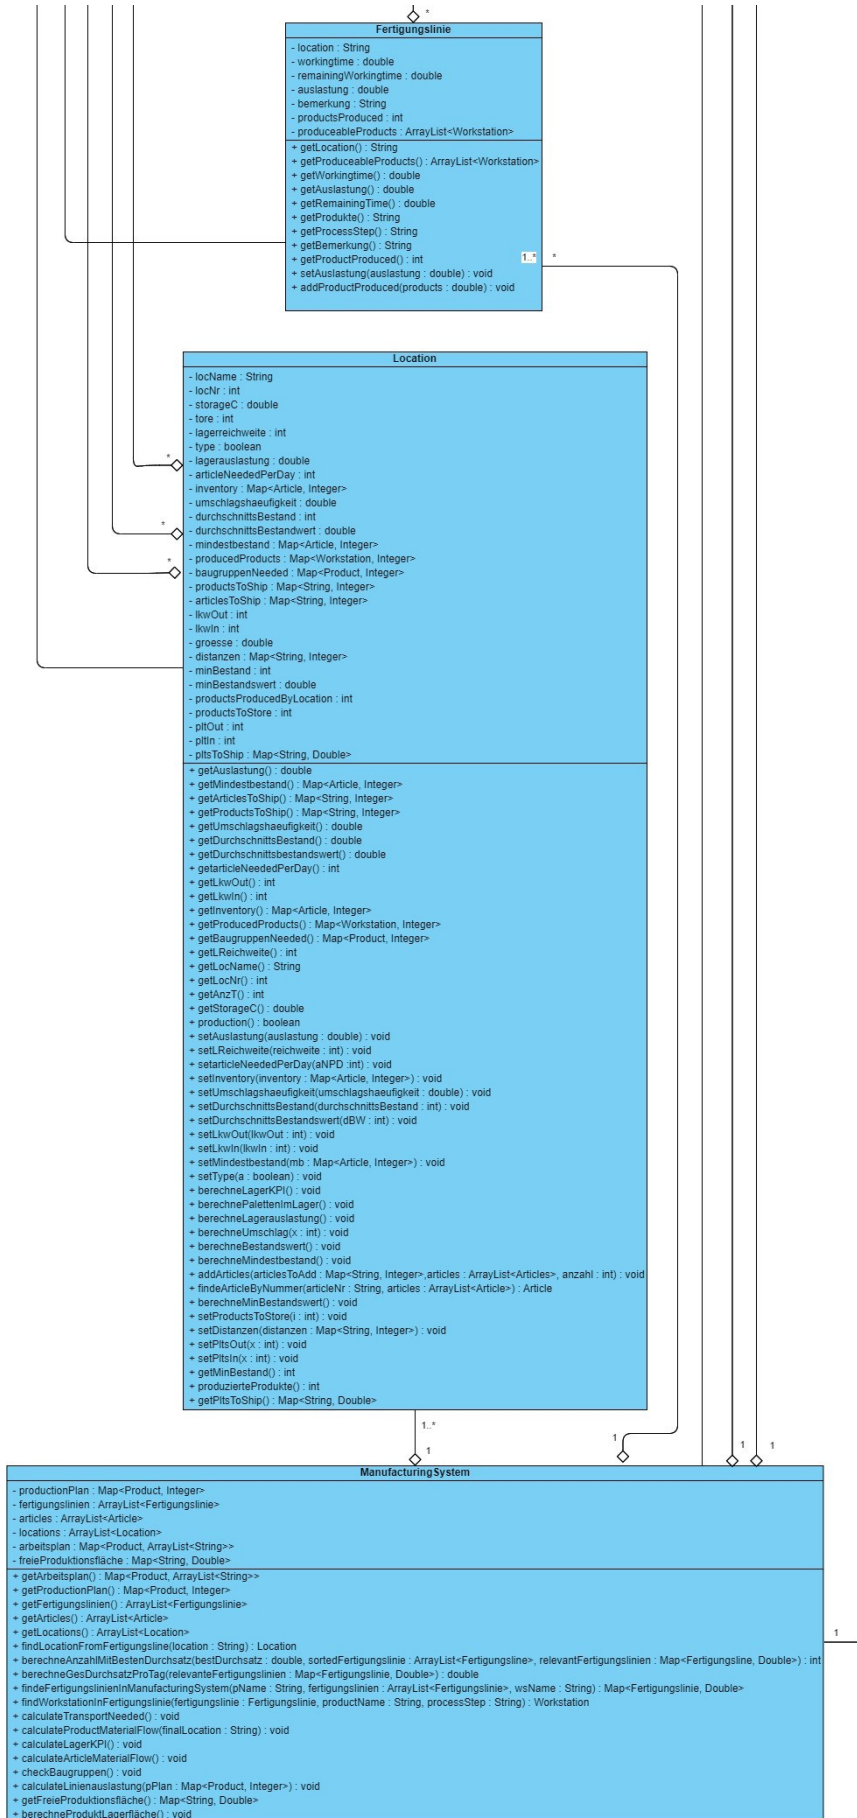 *
Fertigungslinie
- location : String
- workingtime : double
- remainingWorkingtime : double
- auslastung : double
- bemerkung : String
- productsProduced : int
- produceableProducts : ArrayList<Workstation>
+ getLocation() : String
+ getProduceableProducts() : ArrayList<Workstation>
+ getWorkingtime() : double
+ getAuslastung() : double
+ getRemainingTime() : double
+ getProdukte() : String
+ getProcessStep() : String
+ getBemerkung() : String
+ getProductProduced() : int
1..* *
+ setAuslastung(auslastung : double) : void
+ addProductProduced(products : double) : void
Location
- locName : String
- locNr : int
- storageC : double
- tore : int
- lagerreichweite : int
- type : boolean
*
- lagerauslastung : double
- articleNeededPerDay : int
- inventory : Map<Article, Integer>
- umschlagshaeufigkeit : double
- durchschnittsBestand : int
*
- durchschnittsBestandwert : double
- mindestbestand : Map<Article, Integer>
- producedProducts : Map<Workstation, Integer>
*
- baugruppenNeeded : Map<Product, Integer>
- productsToShip : Map<String, Integer>
- articlesToShip : Map<String, Integer>
- lkwOut : int
- lkwIn : int
- groesse : double
- distanzen : Map<String, Integer>
- minBestand : int
- minBestandswert : double
- productsProducedByLocation : int
- productsToStore : int
- pltOut : int
- pltIn : int
- pltsToShip : Map<String, Double>
+ getAuslastung() : double
+ getMindestbestand() : Map<Article, Integer>
+ getArticlesToShip() : Map<String, Integer>
+ getProductsToShip() : Map<String, Integer>
+ getUmschlagshaeufigkeit() : double
+ getDurchschnittsBestand() : double
+ getDurchschnittsbestandswert() : double
+ getarticleNeededPerDay() : int
+ getLkwOut() : int
+ getLkwIn() : int
+ getInventory() : Map<Article, Integer>
+ getProducedProducts() : Map<Workstation, Integer>
+ getBaugruppenNeeded() : Map<Product, Integer>
+ getLReichweite() : int
+ getLocName() : String
+ getLocNr() : int
+ getAnzT() : int
+ getStorageC() : double
+ production() : boolean
+ setAuslastung(auslastung : double) : void
+ setLReichweite(reichweite : int) : void
+ setarticleNeededPerDay(aNPD :int) : void
+ setInventory(inventory : Map<Article, Integer>) : void
+ setUmschlagshaeufigkeit(umschlagshaeufigkeit : double) : void
+ setDurchschnittsBestand(durchschnittsBestand : int) : void
+ setDurchschnittsBestandswert(dBW : int) : void
+ setLkwOut(lkwOut : int) : void
+ setLkwIn(lkwIn : int) : void
+ setMindestbestand(mb : Map<Article, Integer>) : void
+ setType(a : boolean) : void
+ berechneLagerKPI() : void
+ berechnePalettenImLager() : void
+ berechneLagerauslastung() : void
+ berechneUmschlag(x : int) : void
+ berechneBestandswert() : void
+ berechneMindestbestand() : void
+ addArticles(articlesToAdd : Map<String, Integer>,articles : ArrayList<Articles>, anzahl : int) : void
+ findeArticleByNummer(articleNr : String, articles : ArrayList<Article>) : Article
+ berechneMinBestandswert() : void
+ setProductsToStore(i : int) : void
+ setDistanzen(distanzen : Map<String, Integer>) : void
+ setPltsOut(x : int) : void
+ setPltsIn(x : int) : void
+ getMinBestand() : int
+ produzierteProdukte() : int
+ getPltsToShip() : Map<String, Double>
1..*
1 1 1 1
ManufacturingSystem
- productionPlan : Map<Product, Integer>
- fertigungslinien : ArrayList<Fertigungslinie>
- articles : ArrayList<Article>
- locations : ArrayList<Location>
- arbeitsplan : Map<Product, ArrayList<String>>
- freieProduktionsfläche : Map<String, Double>
+ getArbeitsplan() : Map<Product, ArrayList<String>>
+ getProductionPlan() : Map<Product, Integer>
+ getFertigungslinien() : ArrayList<Fertigungslinie>
+ getArticles() : ArrayList<Article>
+ getLocations() : ArrayList<Location>
+ findLocationFromFertigungsline(location : String) : Location
1
+ berechneAnzahlMitBestenDurchsatz(bestDurchsatz : double, sortedFertigungslinie : ArrayList<Fertigungsline>, relevantFertigungslinien : Map<Fertigungsline, Double>) : int
+ berechneGesDurchsatzProTag(relevanteFertigungslinien : Map<Fertigungslinie, Double>) : double
+ findeFertigungslinienInManufacturingSystem(pName : String, fertigungslinien : ArrayList<Fertigungslinie>, wsName : String) : Map<Fertigungslinie, Double>
+ findWorkstationInFertigungslinie(fertigungslinie : Fertigungslinie, productName : String, processStep : String) : Workstation
+ calculateTransportNeeded() : void
+ calculateProductMaterialFlow(finalLocation : String) : void
+ calculateLagerKPI() : void
+ calculateArticleMaterialFlow() : void
+ checkBaugruppen() : void
+ calculateLinienauslastung(pPlan : Map<Product, Integer>) : void
+ getFreieProduktionsfläche() : Map<String, Double>
+ berechneProduktLagerfläche() : void